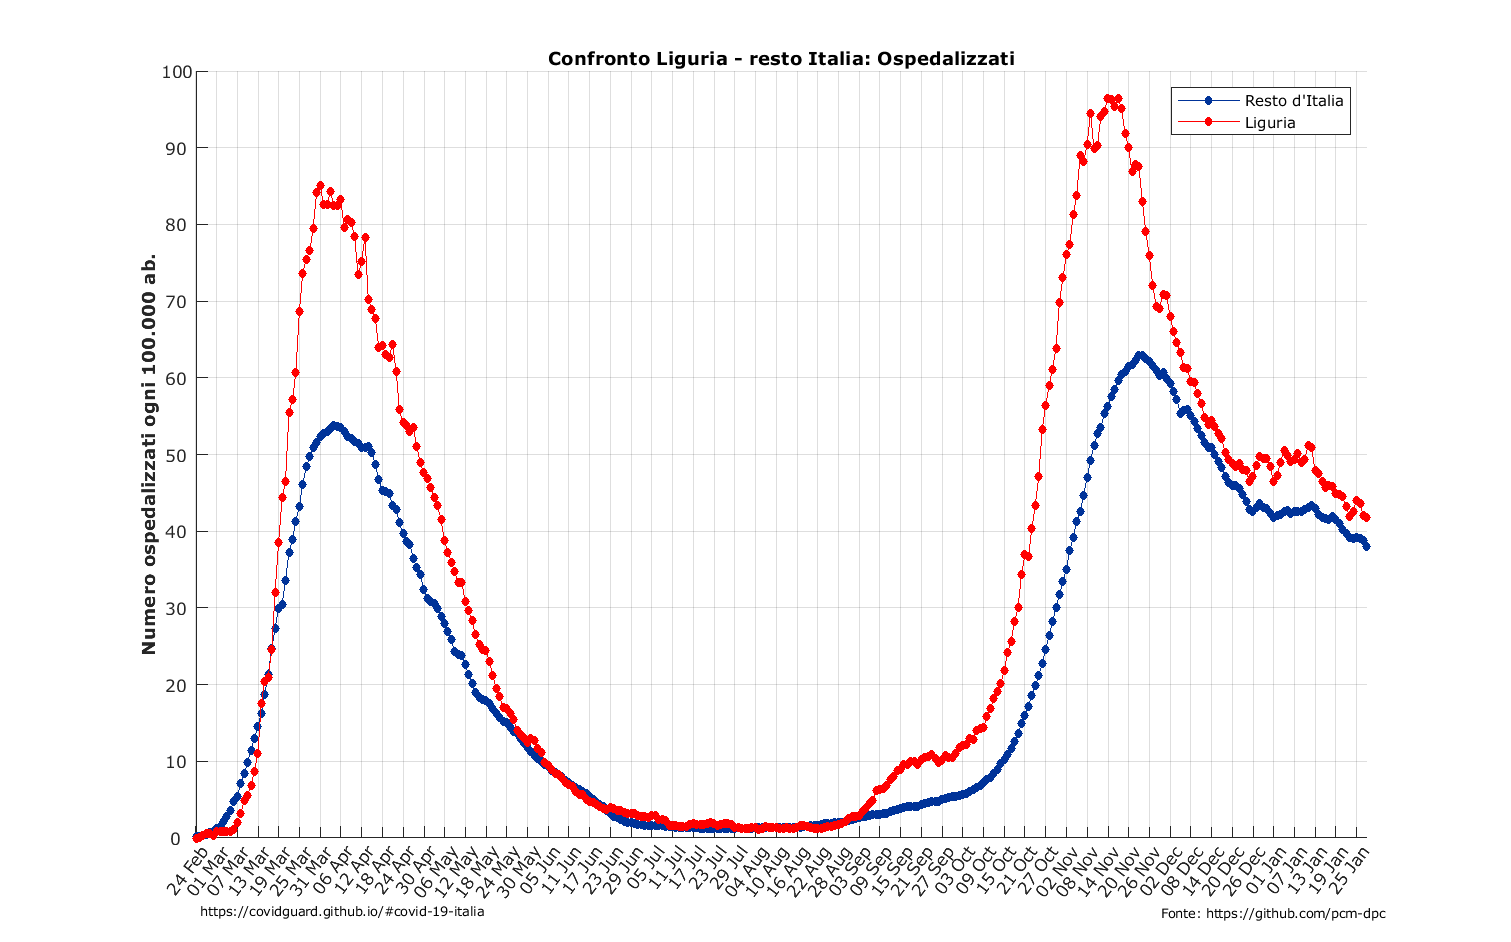 Confronto Liguria - resto Italia: Ospedalizzati
100
90
80
70
60
50
40
30
20
10
0
Numero ospedalizzati ogni 100.000 ab.
Resto d'Italia
Liguria
24 Feb
01 Mar
07 Mar
13 Mar
19 Mar
25 Mar
31 Mar
06 Apr
12 Apr
18 Apr
24 Apr
30 Apr
06 May
12 May
18 May
24 May
30 May
05 Jun
11 Jun
17 Jun
23 Jun
29 Jun
05 Jul
11 Jul
17 Jul
23 Jul
29 Jul
04 Aug
10 Aug
16 Aug
22 Aug
28 Aug
03 Sep
09 Sep
15 Sep
21 Sep
27 Sep
03 Oct
09 Oct
15 Oct
21 Oct
27 Oct
02 Nov
08 Nov
14 Nov
20 Nov
26 Nov
02 Dec
08 Dec
14 Dec
20 Dec
26 Dec
01 Jan
07 Jan
13 Jan
19 Jan
25 Jan
https://covidguard.github.io/#covid-19-italia
Fonte: https://github.com/pcm-dpc